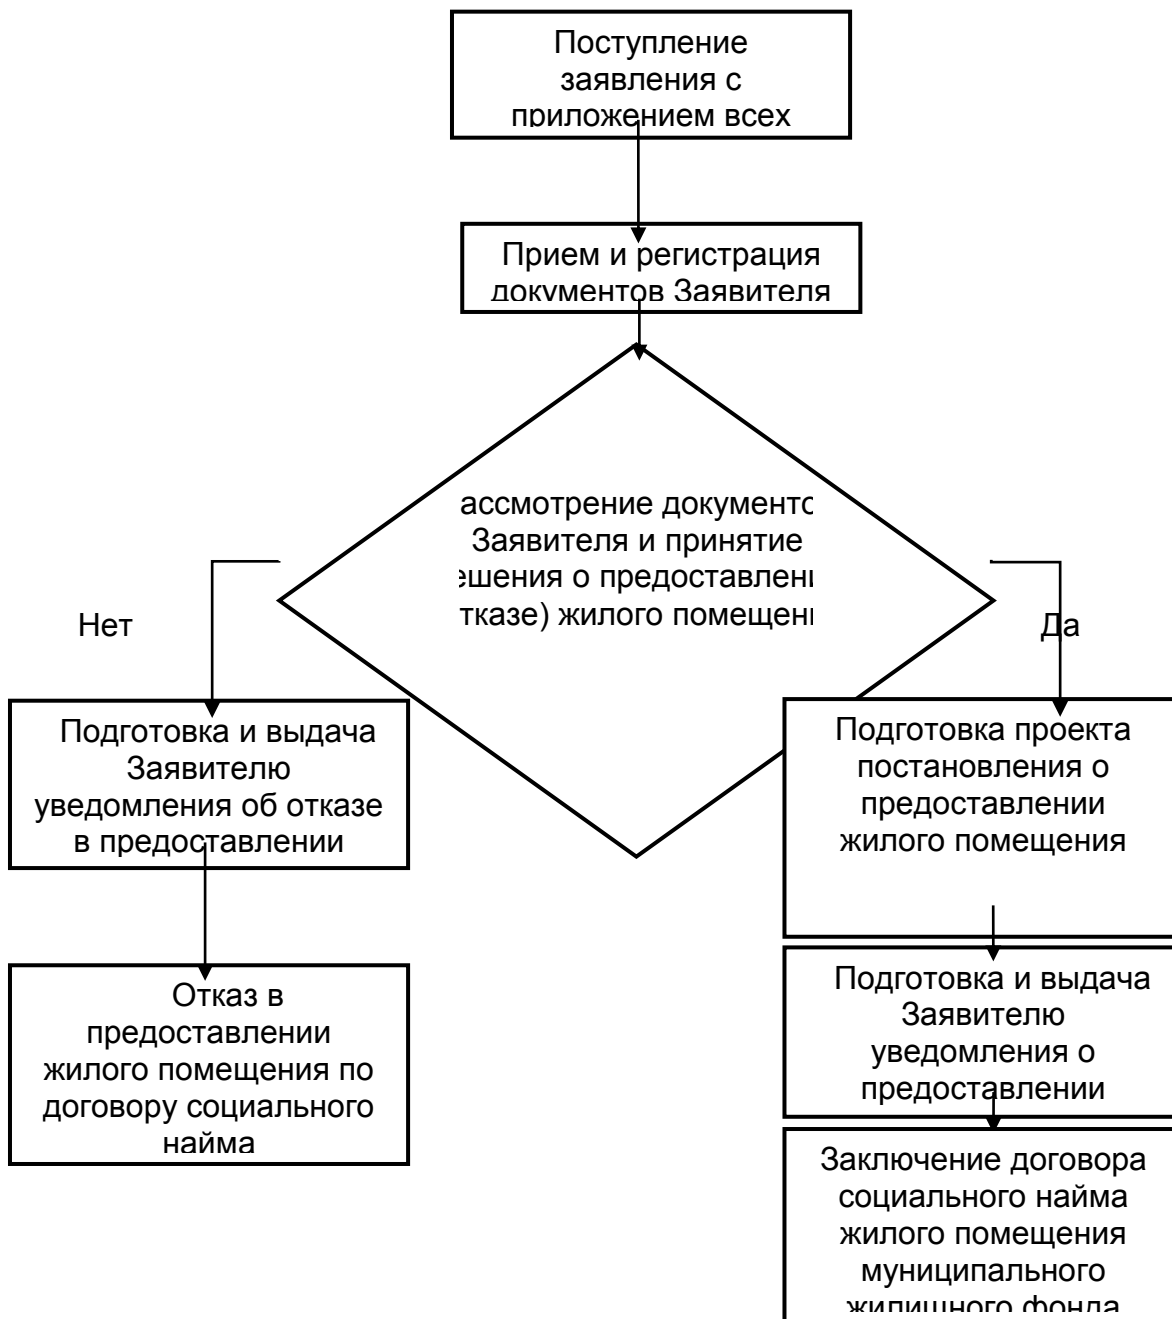 Поступление
заявления с
приложением всех
Прием и регистрация
документов Заявителя
ассмотрение документо
Заявителя и принятие
ешения о предоставлени
тказе) жилого помещени
Нет
Да
Подготовка и выдача
Заявителю
уведомления об отказе
в предоставлении
Подготовка проекта
постановления о
предоставлении
жилого помещения
Отказ в
предоставлении
жилого помещения по
договору социального
найма
Подготовка и выдача
Заявителю
уведомления о
предоставлении
Заключение договора
социального найма
жилого помещения
муниципального
жилищного фонда